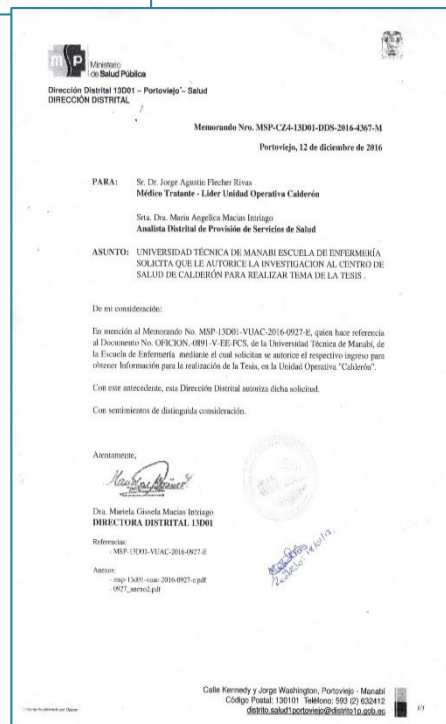 msp
Ministerio
de Salud Pública
Dirección Distrital 13D01 – Portoviejo – Salud
DIRECCIÓN DISTRITAL
Memorando Nro. MSP-CZ4-13D01-DDS-2016-4367-M
Portoviejo, 12 de diciembre de 2016
PARA: Sr. Dr. Jorge Agustin Flecher Rivas
Médico Tratante - Lider Unidad Operativa Calderón
Srta. Dra. Maria Angelica Macias Intriago
Analista Distrital de Provisión de Servicios de Salud
ASUNTO: UNIVERSIDAD TÉCNICA DE MANABI ESCUELA DE ENFERMERÍA
SOLICITA QUE LE AUTORICE LA INVESTIGACION AL CENTRO DE
SALUD DE CALDERÓN PARA REALIZAR TEMA DE LA TESIS .
De mi consideración:
En mención al Memorando No. MSP-13D01-VUAC-2016-0927-E, quien hace referencia
al Documento No. OFICION.-0891-V-EE-FCS, de la Universidad Técnica de Manabí, de
la Escuela de Enfermería mediante el cual solicitan se autorice el respectivo ingreso para
obtener Información para la realización de la Tesis, en la Unidad Operativa "Calderón".
Con este antecedente, esta Dirección Distrital autoriza dicha solicitud.
Con sentimientos de distinguida consideración.
Atentamente,
Dra. Mariela Gissela Macias Intriago
DIRECTORA DISTRITAL 13D01
Referencias:
- MSP-13D01-VUAC-2016-0927-E
Anexos:
- msp-13d01-vuac-2016-0927-e.pdf
- 0927_anexo2.pdf
Calle Kennedy y Jorge Washington, Portoviejo - Manabí
Código Postal: 130101 Teléfono: 593 (2) 632412
distrito.salud1portoviejo@distrito1p.gob.ec
1/1